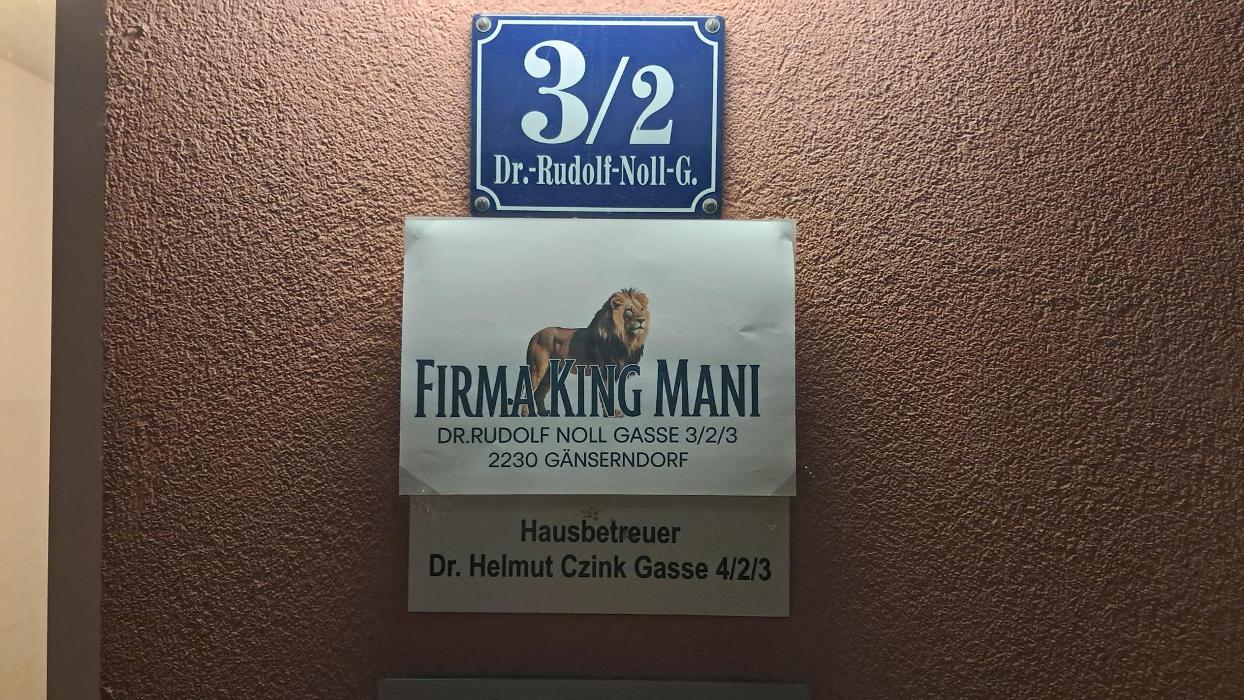 3/2
Dr.-Rudolf-Noll-G.
FIRMA KING MANI
DR.RUDOLF NOLL GASSE 3/2/3
2230 GÄNSERNDORF
Hausbetreuer
Dr. Helmut Czink Gasse 4/2/3